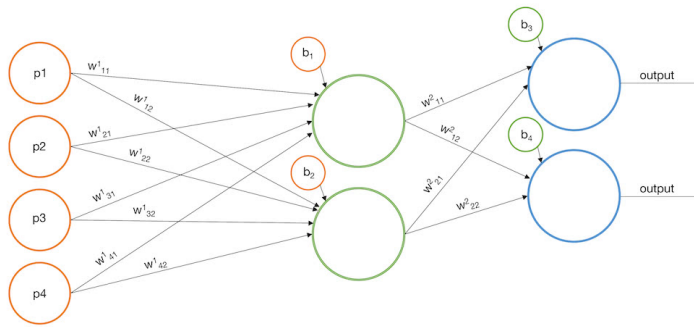 p1
p2
p3
p4
w¹₁₁
w¹₁₂
w¹₂₁
w¹₂₂
w¹₃₁
w¹₃₂
w¹₄₁
w¹₄₂
b₁
b₂
w²₁₁
w²₁₂
w²₂₁
w²₂₂
b₃
b₄
output
output